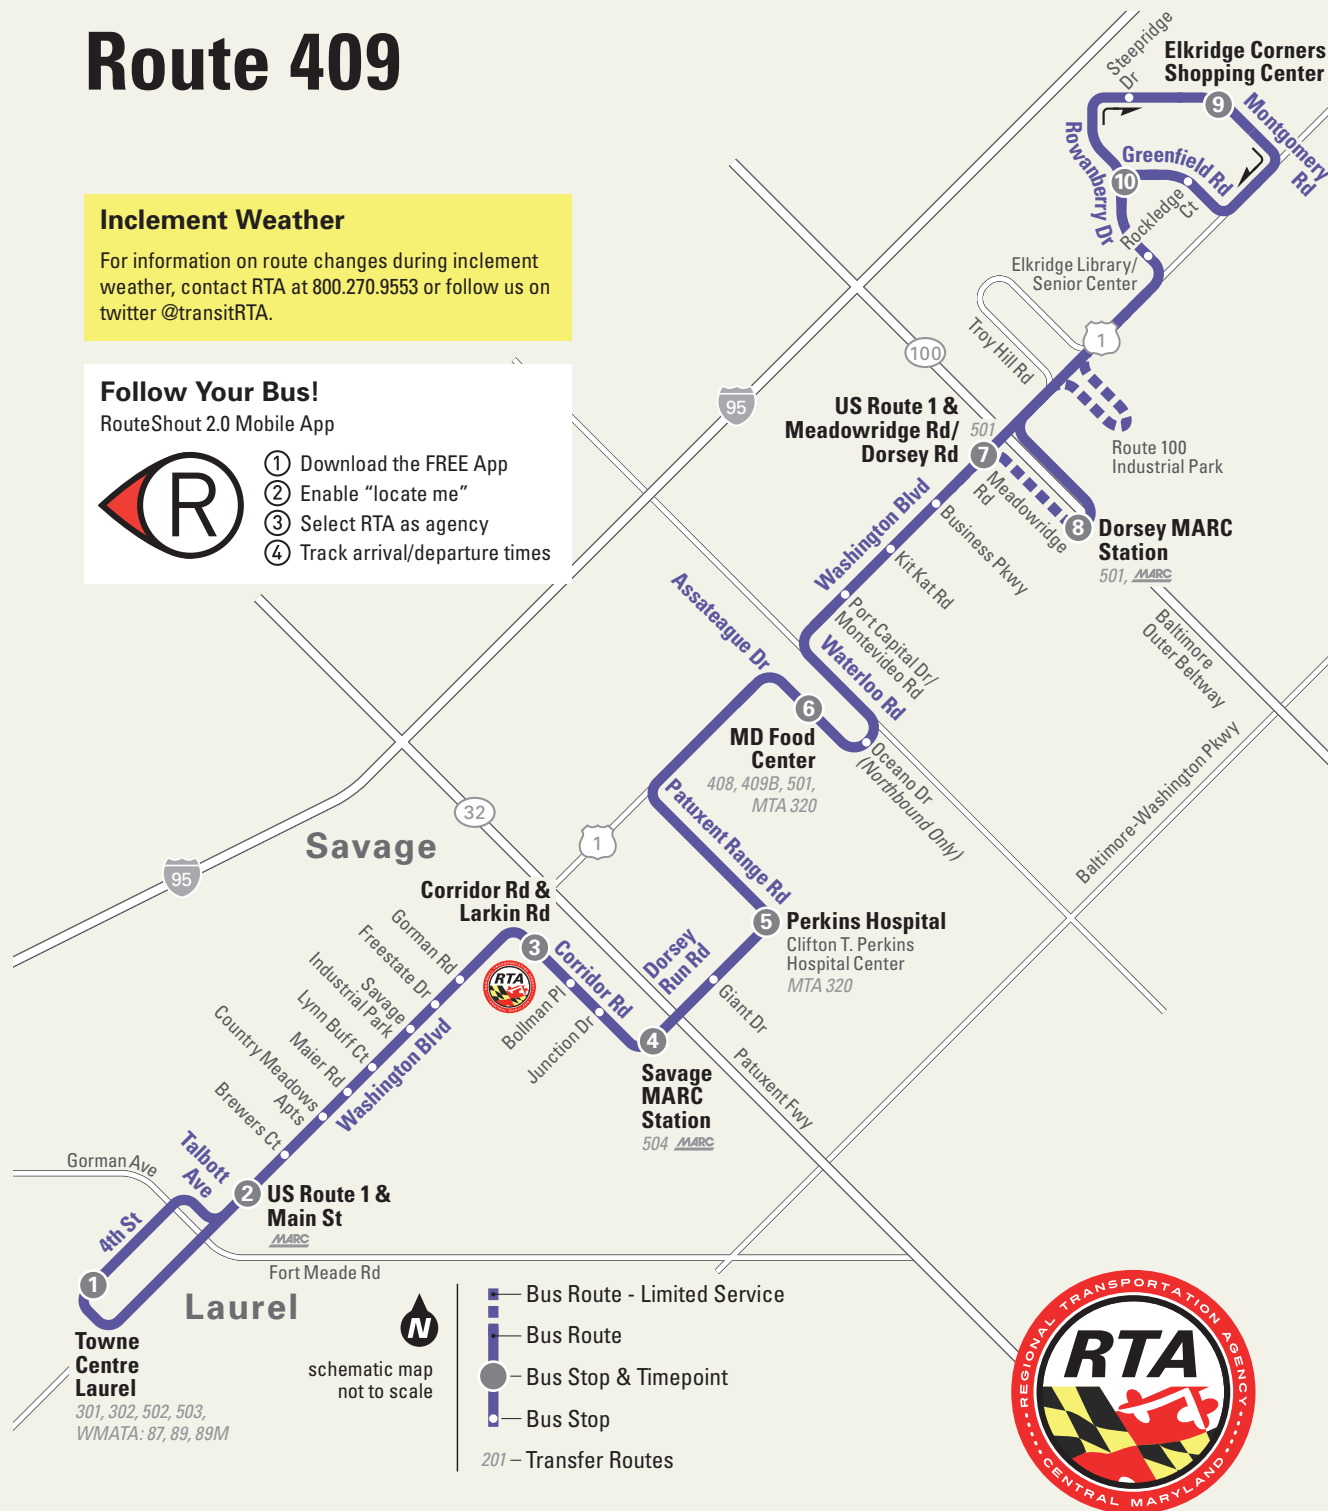 Route 409
Inclement Weather
For information on route changes during inclement
weather, contact RTA at 800.270.9553 or follow us on
twitter @transitRTA.
Follow Your Bus!
RouteShout 2.0 Mobile App
R
1 Download the FREE App
2 Enable “locate me”
3 Select RTA as agency
4 Track arrival/departure times
Steepridge
Dr
Elkridge Corners
Shopping Center
9
Montgomery
Rd
Rowanberry Dr
Greenfield Rd
10
Rockledge
Ct
Elkridge Library/
Senior Center
1
Troy Hill Rd
100
95
US Route 1 &
Meadowridge Rd/
Dorsey Rd
501
7
Route 100
Industrial Park
Meadowridge
Rd
8
Dorsey MARC
Station
501, MARC
Washington Blvd
Business Pkwy
Kit Kat Rd
Port Capital Dr/
Montevideo Rd
Waterloo Rd
Baltimore
Outer Beltway
Assateague Dr
6
MD Food
Center
408, 409B, 501,
MTA 320
Oceano Dr
(Northbound Only)
Baltimore-Washington Pkwy
Patuxent Range Rd
32
1
Savage
95
Corridor Rd &
Larkin Rd
3
RTA
Corridor Rd
Dorsey
Run Rd
5
Perkins Hospital
Clifton T. Perkins
Hospital Center
MTA 320
Giant Dr
Gorman Rd
Freestate Dr
Savage
Industrial Park
Lynn Buff Ct
Maier Rd
Country Meadows
Apts
Brewers Ct
Washington Blvd
Bollman Pl
Junction Dr
4
Savage
MARC
Station
504 MARC
Patuxent Fwy
Gorman Ave
Talbott
Ave
2
US Route 1 &
Main St
MARC
4th St
1
Fort Meade Rd
Laurel
Towne
Centre
Laurel
301, 302, 502, 503,
WMATA: 87, 89, 89M
N
schematic map
not to scale
Bus Route - Limited Service
Bus Route
Bus Stop & Timepoint
Bus Stop
201 – Transfer Routes
REGIONAL TRANSPORTATION AGENCY
RTA
CENTRAL MARYLAND